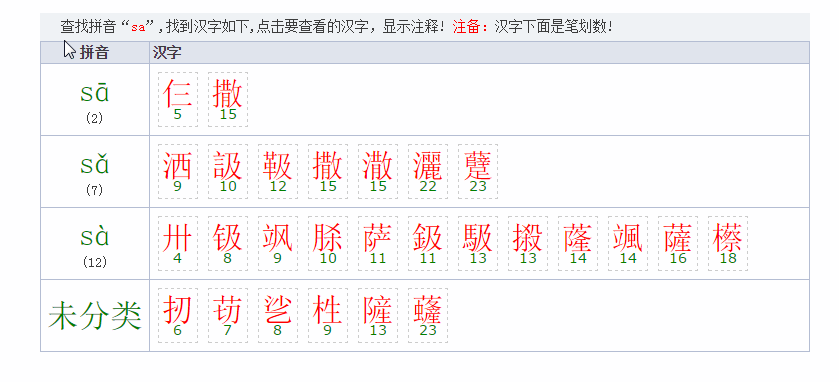 查找拼音“sa”,找到汉字如下,点击要查看的汉字，显示注释! 注备：汉字下面是笔划数!
拼音 汉字
sā 仨 撒
(2) 5 15
sǎ 洒 訯 靸 撒 潵 灑 躠
(7) 9 10 12 15 15 22 23
sà 卅 钑 飒 脎 萨 鈒 馺 摋 蕯 颯 薩 櫒
(12) 4 8 9 10 11 11 13 13 14 14 16 18
未分类 扨 苆 乷 栍 隡 虄
6 7 8 9 13 23